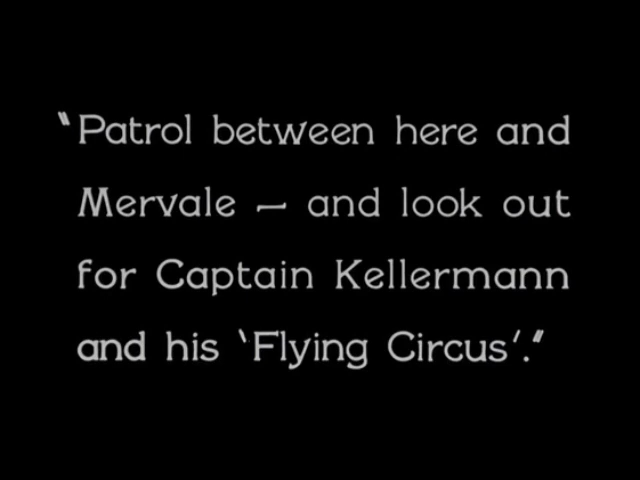 "Patrol between here and
Mervale — and look out
for Captain Kellermann
and his 'Flying Circus'."